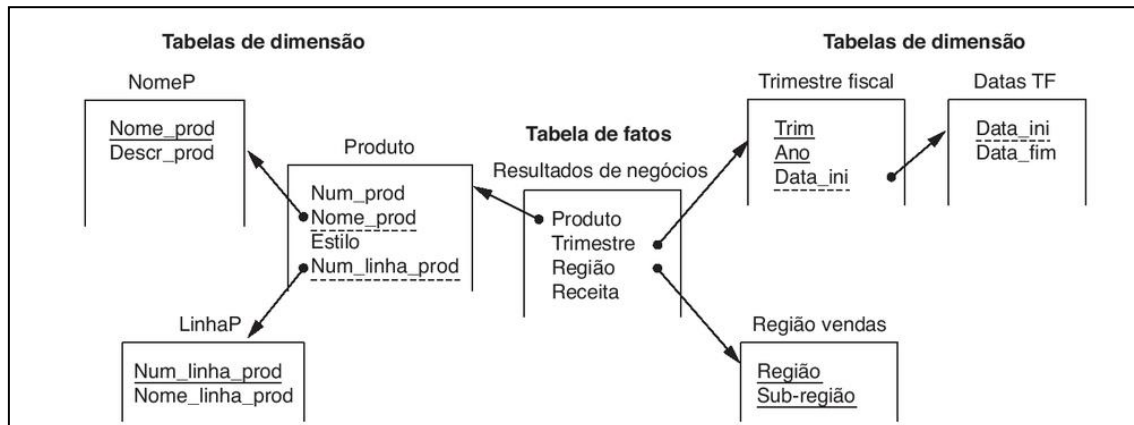 Tabelas de dimensão
Tabelas de dimensão
NomeP
Nome_prod
Descr_prod
Produto
Num_prod
Nome_prod
Estilo
Num_linha_prod
LinhaP
Num_linha_prod
Nome_linha_prod
Tabela de fatos
Resultados de negócios
Produto
Trimestre
Região
Receita
Trimestre fiscal
Trim
Ano
Data_ini
Datas TF
Data_ini
Data_fim
Região vendas
Região
Sub-região